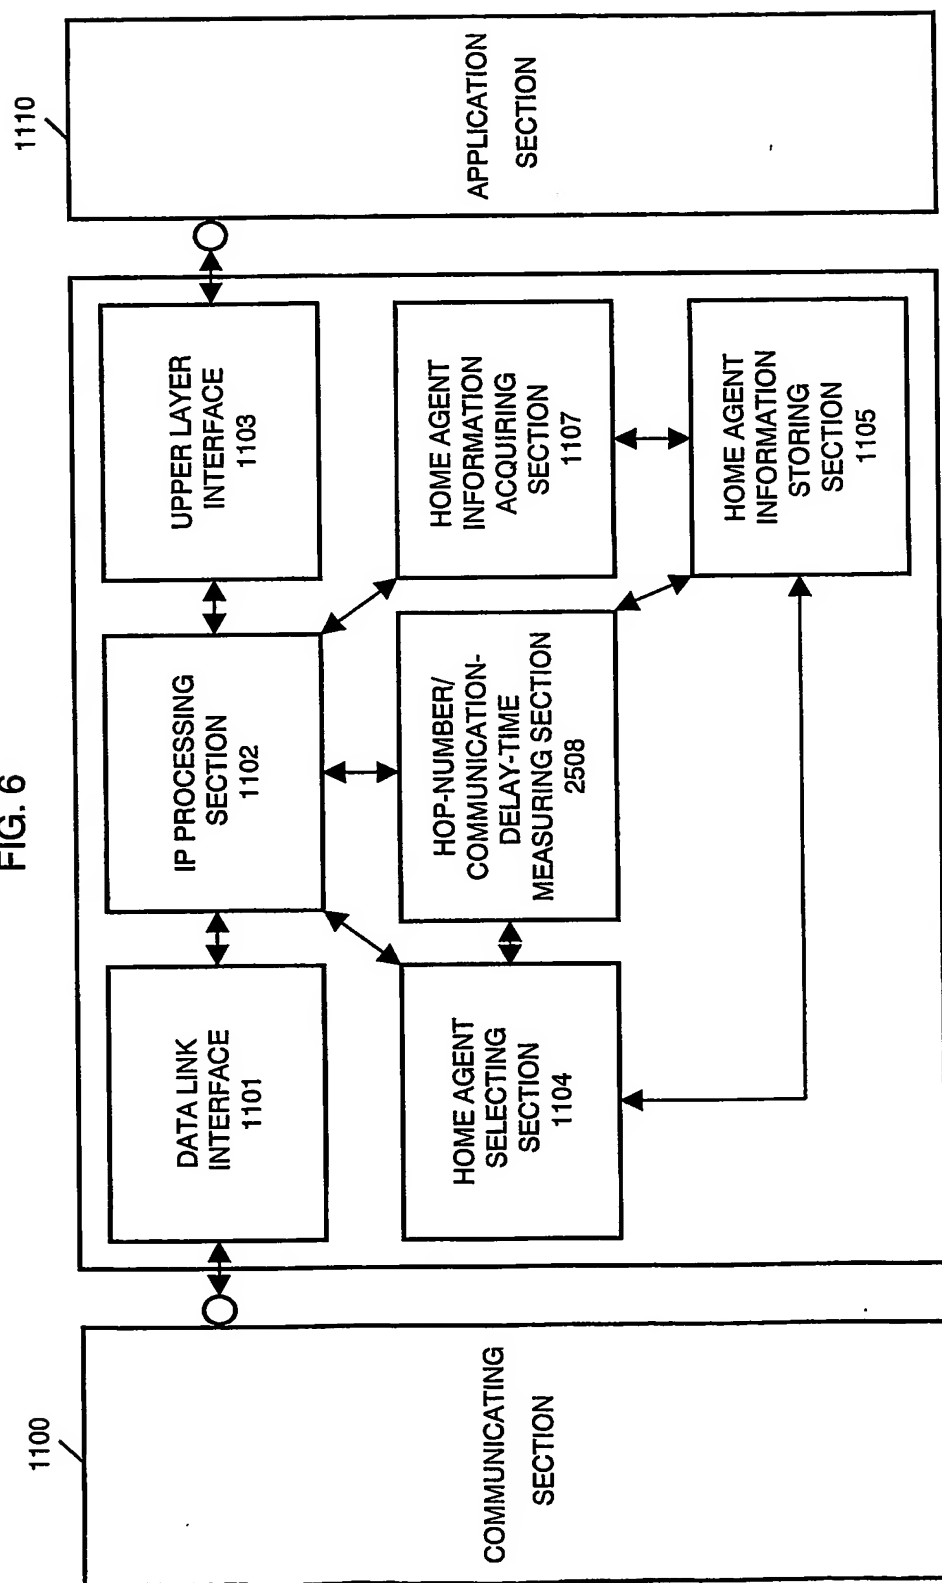 FIG. 6
1100
COMMUNICATING
SECTION
DATA LINK
INTERFACE
1101
IP PROCESSING
SECTION
1102
UPPER LAYER
INTERFACE
1103
HOME AGENT
SELECTING
SECTION
1104
HOP-NUMBER/
COMMUNICATION-
DELAY-TIME
MEASURING SECTION
2508
HOME AGENT
INFORMATION
ACQUIRING
SECTION
1107
HOME AGENT
INFORMATION
STORING
SECTION
1105
1110
APPLICATION
SECTION